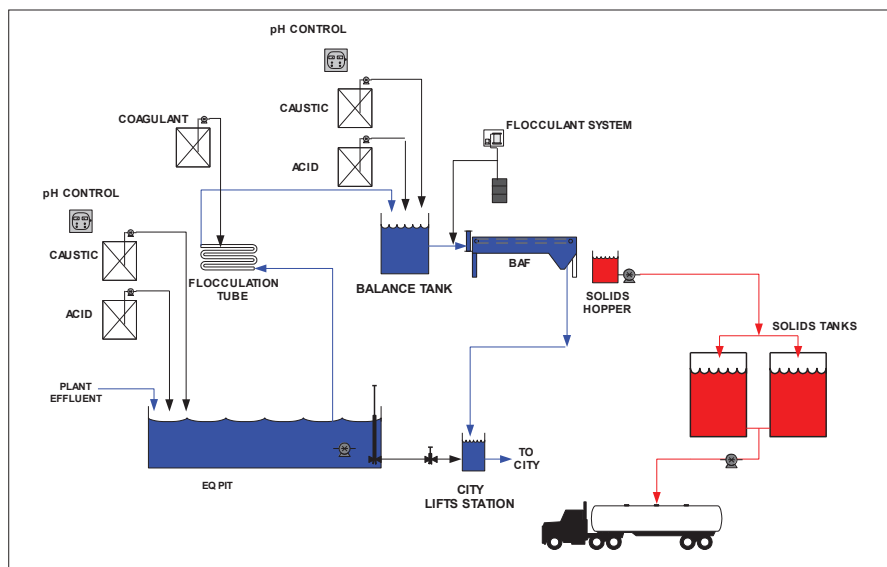 pH CONTROL
CAUSTIC
COAGULANT
ACID
FLOCCULANT SYSTEM
pH CONTROL
CAUSTIC
ACID
FLOCCULATION
TUBE
BALANCE TANK
BAF
SOLIDS
HOPPER
SOLIDS TANKS
PLANT
EFFLUENT
TO
CITY
EQ PIT
CITY
LIFTS STATION